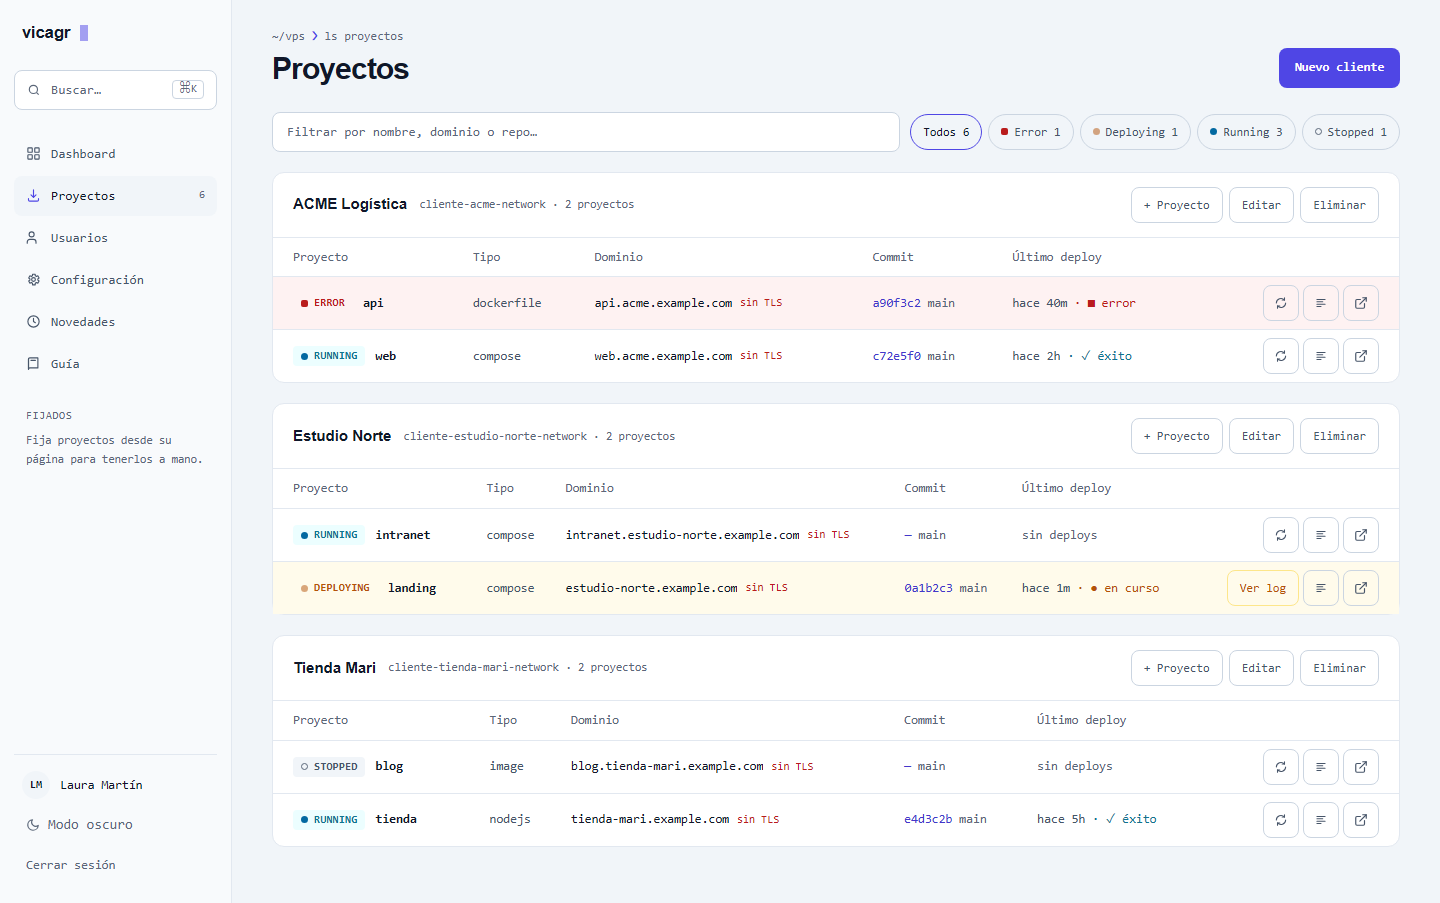 vicagr
Buscar…
⌘K
Dashboard
Proyectos 6
Usuarios
Configuración
Novedades
Guía
FIJADOS
Fija proyectos desde su
página para tenerlos a mano.
LM Laura Martín
Modo oscuro
Cerrar sesión
~/vps ❯ ls proyectos
Proyectos
Nuevo cliente
Filtrar por nombre, dominio o repo…
Todos 6
Error 1
Deploying 1
Running 3
Stopped 1
ACME Logística cliente-acme-network · 2 proyectos
+ Proyecto Editar Eliminar
Proyecto Tipo Dominio Commit Último deploy
ERROR api dockerfile api.acme.example.com sin TLS a90f3c2 main hace 40m · ■ error
RUNNING web compose web.acme.example.com sin TLS c72e5f0 main hace 2h · ✓ éxito
Estudio Norte cliente-estudio-norte-network · 2 proyectos
+ Proyecto Editar Eliminar
Proyecto Tipo Dominio Commit Último deploy
RUNNING intranet compose intranet.estudio-norte.example.com sin TLS — main sin deploys
DEPLOYING landing compose estudio-norte.example.com sin TLS 0a1b2c3 main hace 1m · ● en curso Ver log
Tienda Mari cliente-tienda-mari-network · 2 proyectos
+ Proyecto Editar Eliminar
Proyecto Tipo Dominio Commit Último deploy
STOPPED blog image blog.tienda-mari.example.com sin TLS — main sin deploys
RUNNING tienda nodejs tienda-mari.example.com sin TLS e4d3c2b main hace 5h · ✓ éxito